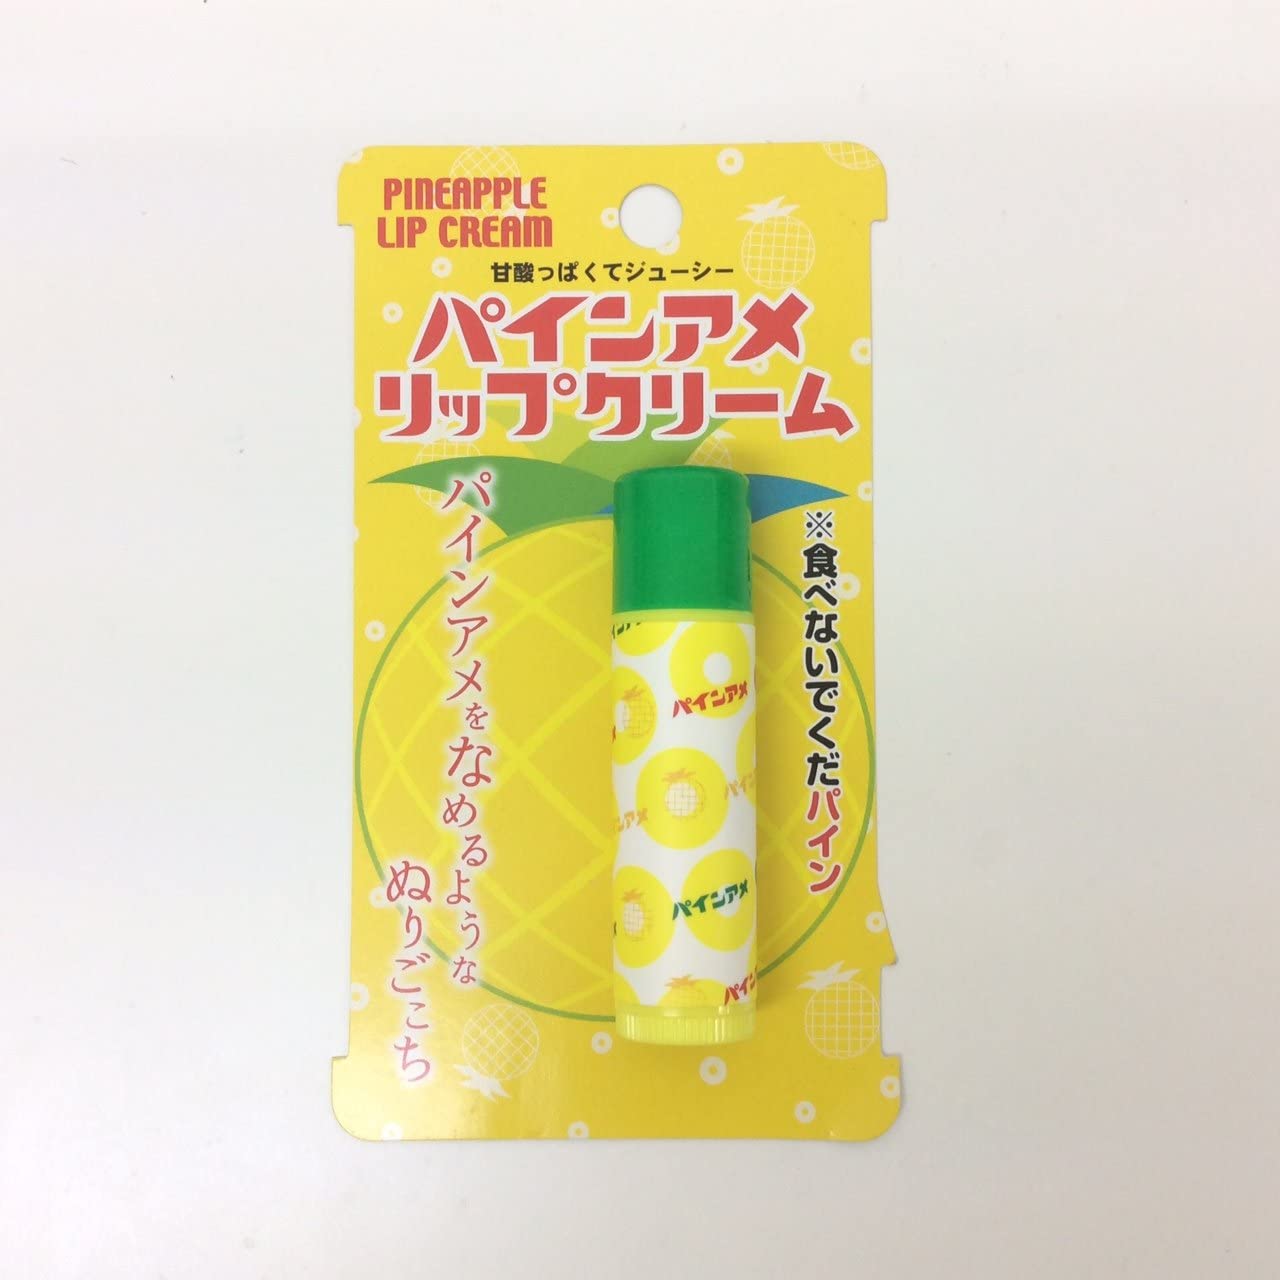 PINEAPPLE
LIP CREAM
甘酸っぱくてジューシー
パインアメ
リップクリーム
※食べないでくだパイン
パインアメをなめるような
ぬりごこち
パインアメ
パインアメ
パインアメ